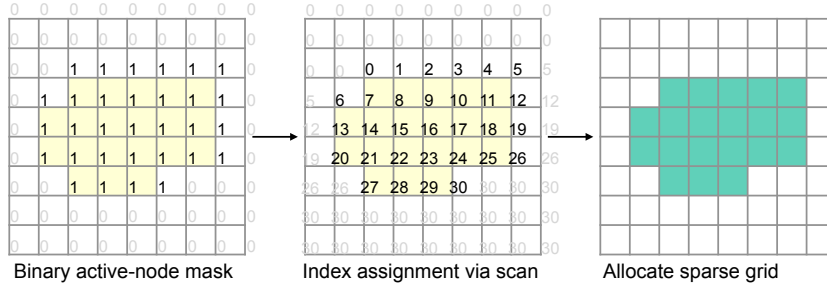 0 0 0 0 0 0 0 0 0
0 0 0 0 0 0 0 0 0
0 0 1 1 1 1 1 1 0
0 1 1 1 1 1 1 1 0
0 1 1 1 1 1 1 1 0
0 1 1 1 1 1 1 1 0
0 0 1 1 1 1 0 0 0
0 0 0 0 0 0 0 0 0
0 0 0 0 0 0 0 0 0
Binary active-node mask
0 0 0 0 0 0 0 0 0
0 0 0 0 0 0 0 0 0
0 0 0 1 2 3 4 5 5
5 6 7 8 9 10 11 12 12
12 13 14 15 16 17 18 19 19
19 20 21 22 23 24 25 26 26
26 26 27 28 29 30 30 30 30
30 30 30 30 30 30 30 30 30
30 30 30 30 30 30 30 30 30
Index assignment via scan
Allocate sparse grid